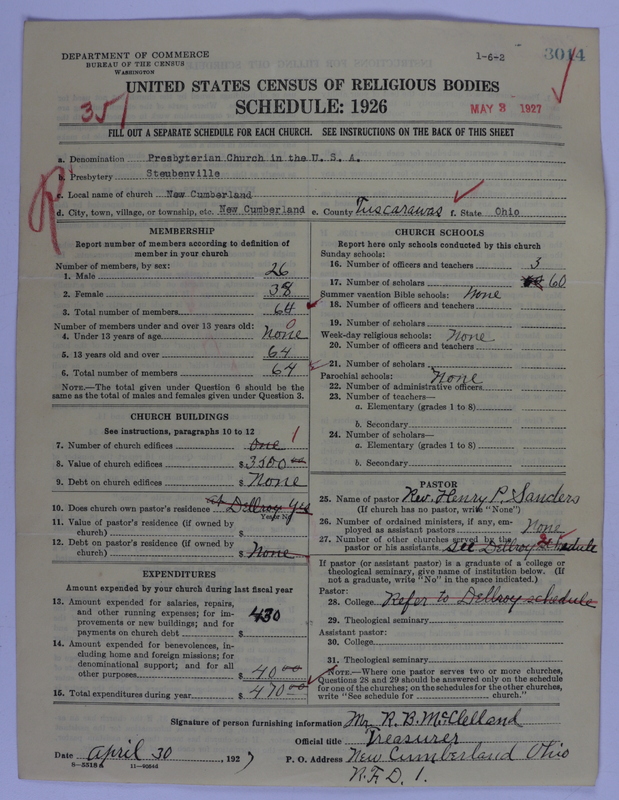 DEPARTMENT OF COMMERCE
BUREAU OF THE CENSUS
WASHINGTON
1-6-2
3014
UNITED STATES CENSUS OF RELIGIOUS BODIES
SCHEDULE: 1926
351
MAY 3 1927
FILL OUT A SEPARATE SCHEDULE FOR EACH CHURCH. SEE INSTRUCTIONS ON THE BACK OF THIS SHEET
a. Denomination Presbyterian Church in the U. S. A.
b. Presbytery Steubenville
c. Local name of church New Cumberland
d. City, town, village, or township, etc. New Cumberland e. County Tuscarawas f. State Ohio
R
MEMBERSHIP
Report number of members according to definition of
member in your church
Number of members, by sex:
1. Male 26
2. Female 38
3. Total number of members 64
Number of members under and over 13 years old:
4. Under 13 years of age None 0
5. 13 years old and over 64
6. Total number of members 64
NOTE.—The total given under Question 6 should be the
same as the total of males and females given under Question 3.
CHURCH BUILDINGS
See instructions, paragraphs 10 to 12
7. Number of church edifices One 1
8. Value of church edifices $ 3500 00
9. Debt on church edifices $ None
10. Does church own pastor's residence? at Dellroy yes
Yes or No
11. Value of pastor's residence (if owned by
church) $
12. Debt on pastor's residence (if owned by
church) $ None
EXPENDITURES
Amount expended by your church during last fiscal year
13. Amount expended for salaries, repairs,
and other running expenses; for im-
provements or new buildings; and for
payments on church debt $ 430
14. Amount expended for benevolences, in-
cluding home and foreign missions; for
denominational support; and for all
other purposes $ 40 00
15. Total expenditures during year $ 470 00
CHURCH SCHOOLS
Report here only schools conducted by this church
Sunday schools:
16. Number of officers and teachers 3
17. Number of scholars 60
Summer vacation Bible schools: None
18. Number of officers and teachers
19. Number of scholars
Week-day religious schools: None
20. Number of officers and teachers
21. Number of scholars
Parochial schools: None
22. Number of administrative officers
23. Number of teachers—
a. Elementary (grades 1 to 8)
b. Secondary
24. Number of scholars—
a. Elementary (grades 1 to 8)
b. Secondary
PASTOR
25. Name of pastor Rev. Henry P. Sanders
(If church has no pastor, write "None")
26. Number of ordained ministers, if any, em-
ployed as assistant pastors None
27. Number of other churches served by the
pastor or his assistants See Dellroy Schedule
If pastor (or assistant pastor) is a graduate of a college or
theological seminary, give name of institution below. (If
not a graduate, write "No" in the space indicated.)
Pastor:
28. College Refer to Dellroy schedule
29. Theological seminary
Assistant pastor:
30. College
31. Theological seminary
NOTE.—Where one pastor serves two or more churches,
Questions 28 and 29 should be answered only on the schedule
for one of the churches; on the schedules for the other churches,
write "See schedule for church."
Signature of person furnishing information Mr R. B. McClelland
Official title Treasurer
Date April 30 1927 P. O. Address New Cumberland Ohio
R.F.D. 1.